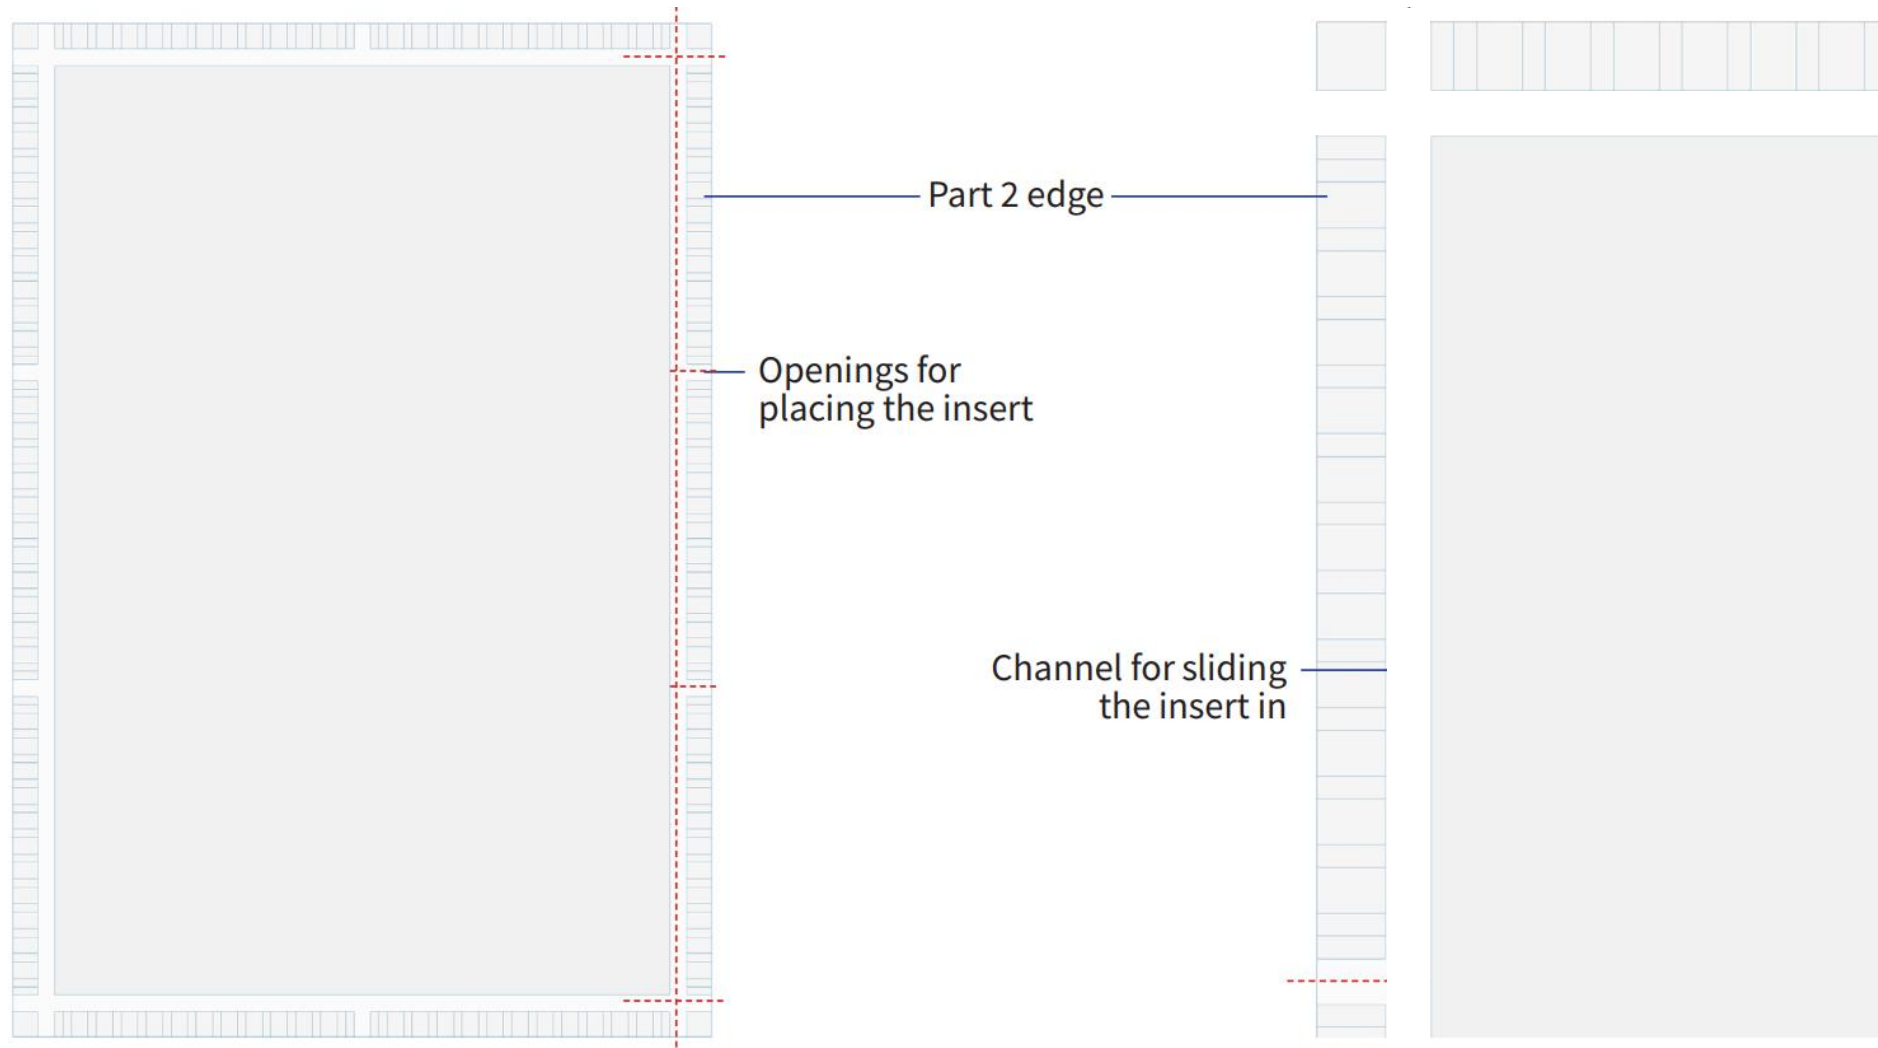 Part 2 edge
Openings for
placing the insert
Channel for sliding
the insert in